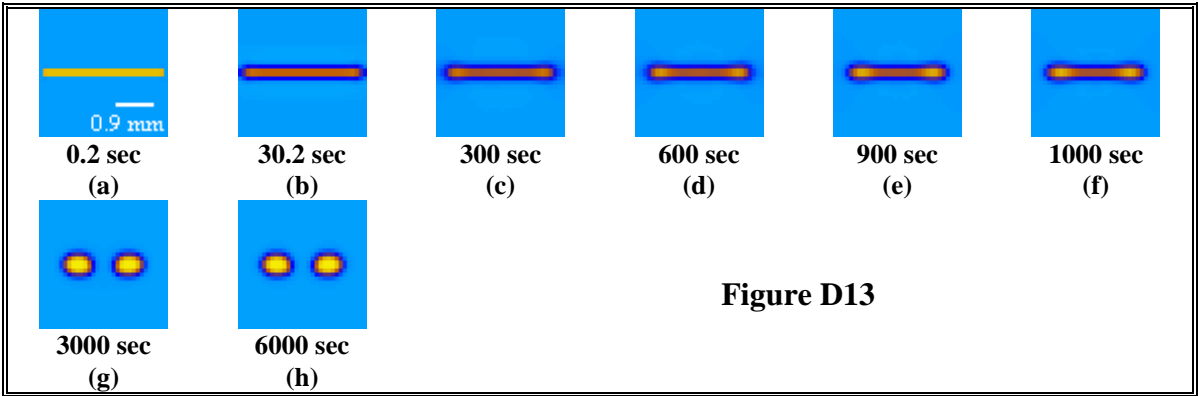 0.9 mm
0.2 sec 30.2 sec 300 sec 600 sec 900 sec 1000 sec
(a) (b) (c) (d) (e) (f)
Figure D13
3000 sec 6000 sec
(g) (h)